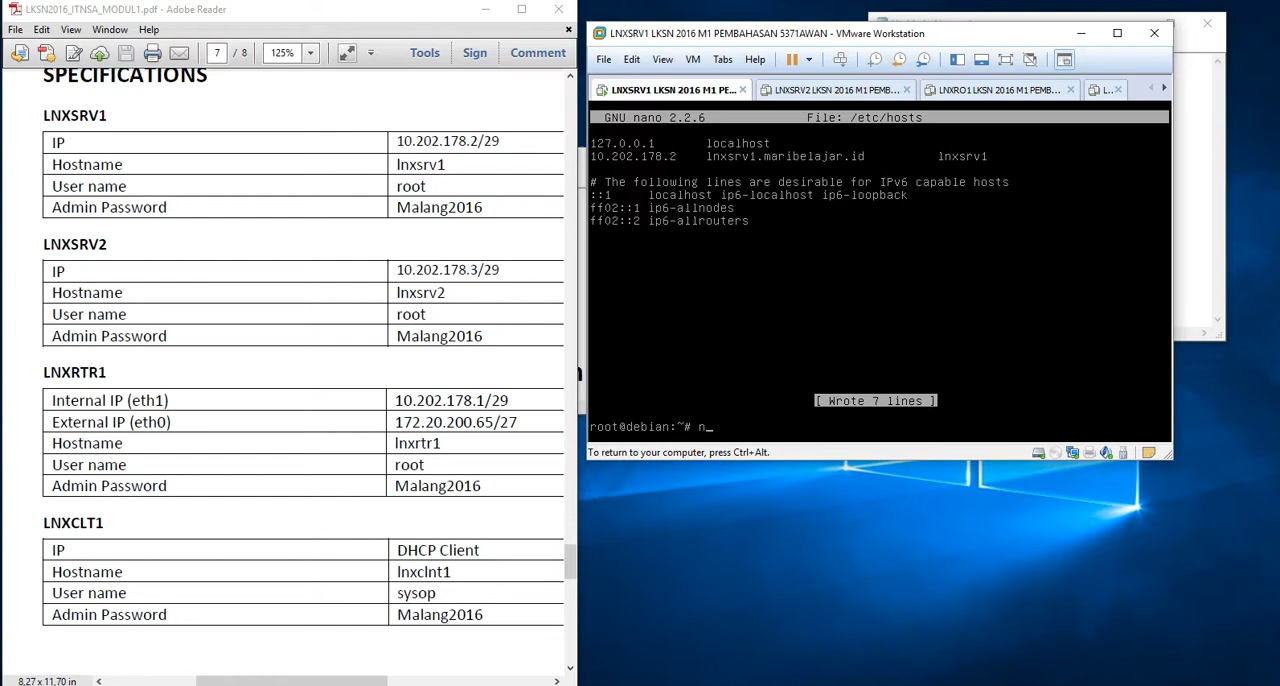 LKSN2016_ITNSA_MODUL1.pdf - Adobe Reader
File Edit View Window Help
7 / 8 125% Tools Sign Comment
SPECIFICATIONS
LNXSRV1
IP 10.202.178.2/29
Hostname lnxsrv1
User name root
Admin Password Malang2016
LNXSRV2
IP 10.202.178.3/29
Hostname lnxsrv2
User name root
Admin Password Malang2016
LNXRTR1
Internal IP (eth1) 10.202.178.1/29
External IP (eth0) 172.20.200.65/27
Hostname lnxrtr1
User name root
Admin Password Malang2016
LNXCLT1
IP DHCP Client
Hostname lnxclnt1
User name sysop
Admin Password Malang2016
8,27 x 11,70 in
LNXSRV1 LKSN 2016 M1 PEMBAHASAN 5371AWAN - VMware Workstation
File Edit View VM Tabs Help
LNXSRV1 LKSN 2016 M1 PE... LNXSRV2 LKSN 2016 M1 PEMB... LNXRO1 LKSN 2016 M1 PEMB... L...
GNU nano 2.2.6 File: /etc/hosts
127.0.0.1 localhost
10.202.178.2 lnxsrv1.maribelajar.id lnxsrv1
# The following lines are desirable for IPv6 capable hosts
::1 localhost ip6-localhost ip6-loopback
ff02::1 ip6-allnodes
ff02::2 ip6-allrouters
[ Wrote 7 lines ]
root@debian:~# n_
To return to your computer, press Ctrl+Alt.